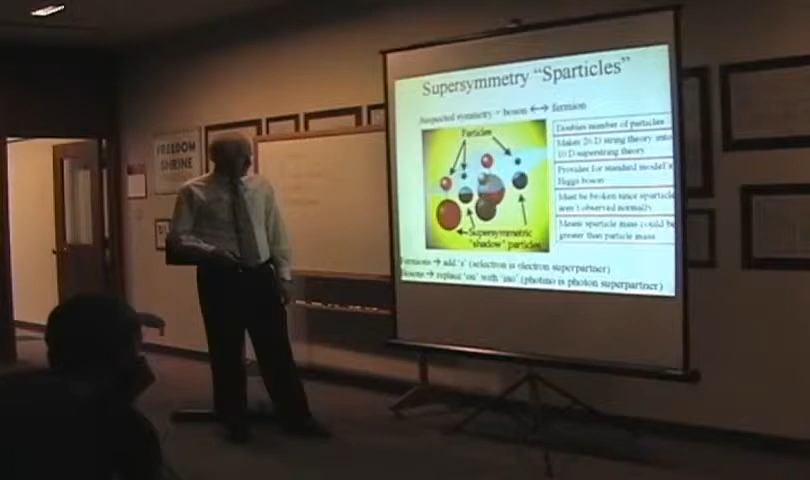 Supersymmetry "Sparticles"
Suspected symmetry = boson ↔ fermion
Particles
Supersymmetric
"shadow" particles
Doubles number of particles
Makes 26 D string theory into
10 D superstring theory
Provides for standard model's
Higgs boson
Must be broken since sparticle
aren't observed normally
Means sparticle mass could be
greater than particle mass
Fermions → add 's' (selectron is electron superpartner)
Bosons → replace 'on' with 'ino' (photino is photon superpartner)
FREEDOM
SHRINE